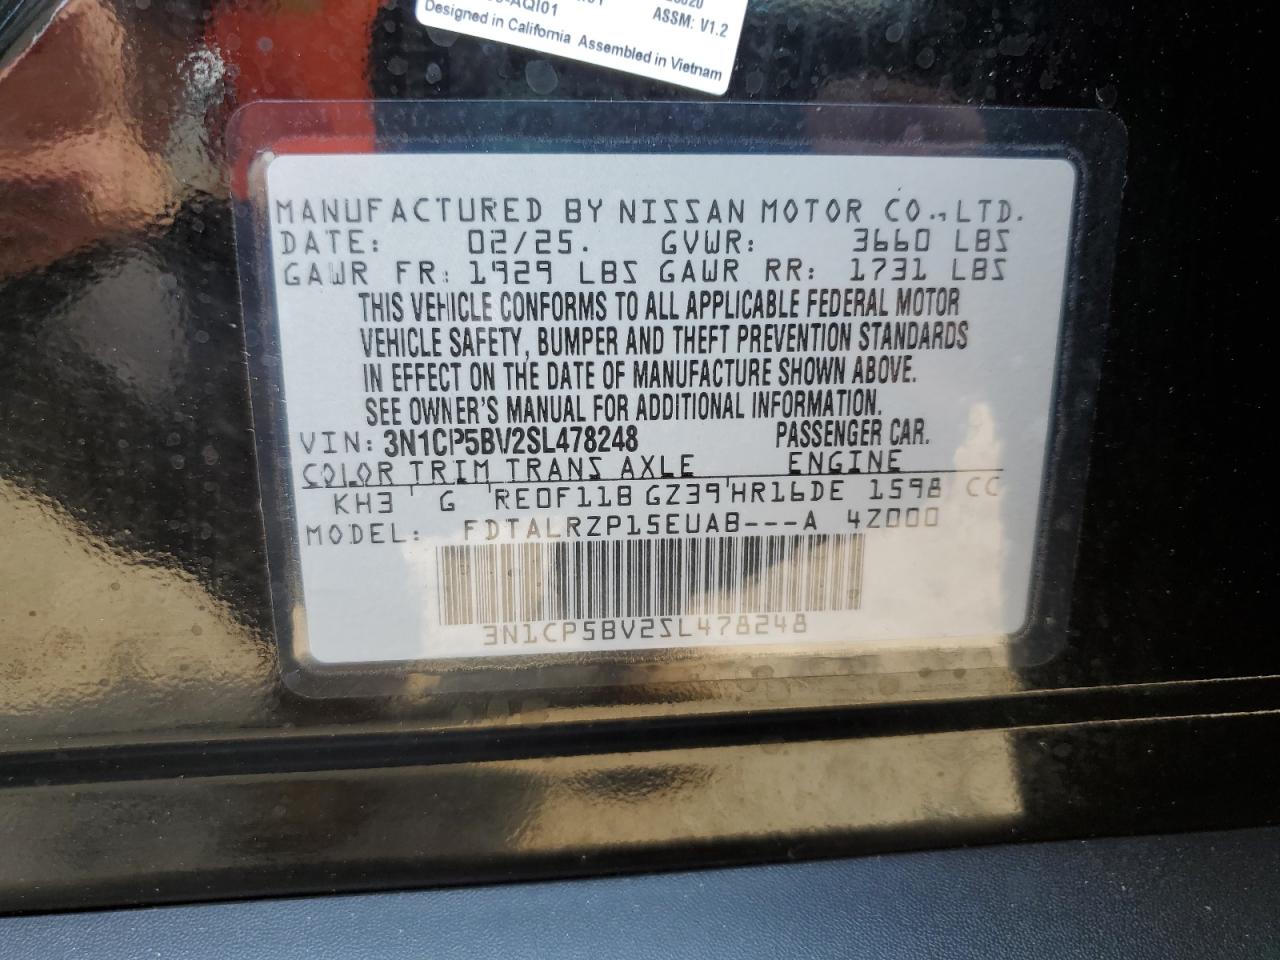 ASSM: V1.2
Designed in California Assembled in Vietnam
MANUFACTURED BY NISSAN MOTOR CO., LTD.
DATE: 02/25. GVWR: 3660 LBS
GAWR FR: 1929 LBS GAWR RR: 1731 LBS
THIS VEHICLE CONFORMS TO ALL APPLICABLE FEDERAL MOTOR
VEHICLE SAFETY, BUMPER AND THEFT PREVENTION STANDARDS
IN EFFECT ON THE DATE OF MANUFACTURE SHOWN ABOVE.
SEE OWNER'S MANUAL FOR ADDITIONAL INFORMATION.
VIN: 3N1CP5BV2SL478248 PASSENGER CAR.
COLOR TRIM TRANS AXLE ENGINE
KH3 G RE0F11B GZ39 HR16DE 1598 CC
MODEL: FDTALRZP15EUAB---A 4Z000
3N1CP5BV2SL478248